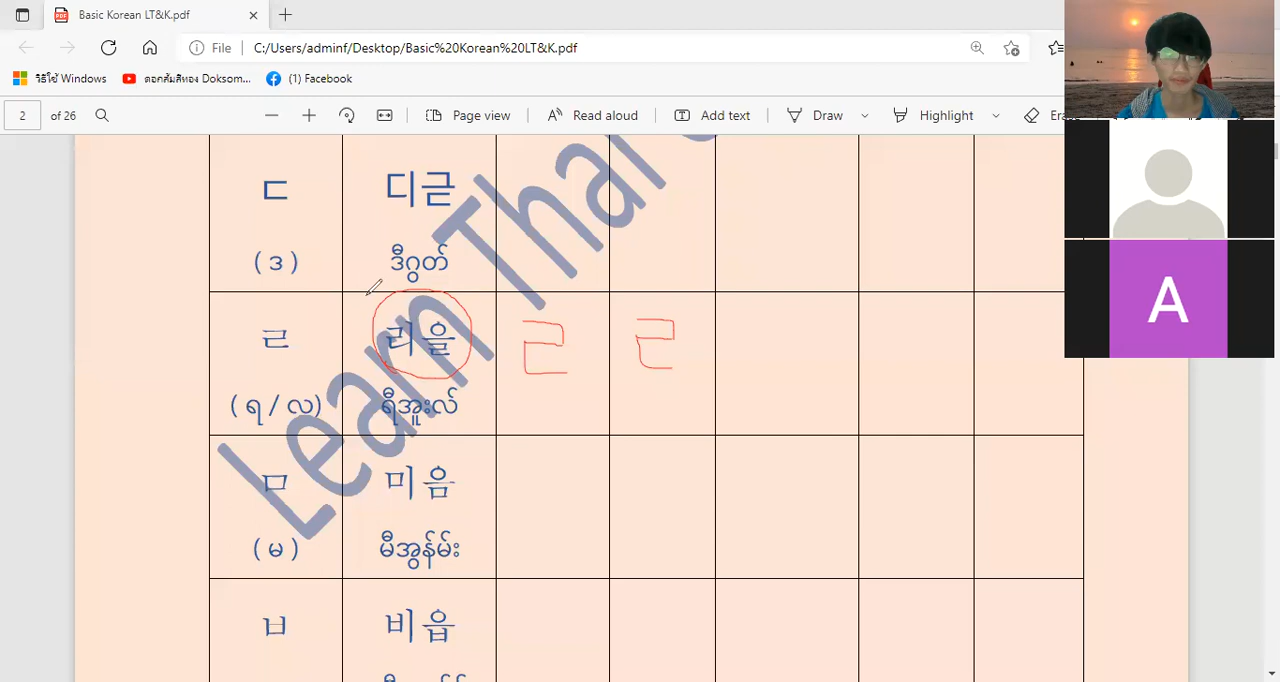 Basic Korean LT&K.pdf
File
C:/Users/adminf/Desktop/Basic%20Korean%20LT&K.pdf
วิธีใช้ Windows
ดอกส้มสีทอง Doksom...
(1) Facebook
2
of 26
Page view
Read aloud
Add text
Draw
Highlight
ㄷ
디귿
( ဒ )
ဒီဂွတ်
ㄹ
리을
ㄹ
ㄹ
( ရ / လ )
ရီအူးလ်
ㅁ
미음
( မ )
မီအွန်မ်း
ㅂ
비읍
Learn Thai
A